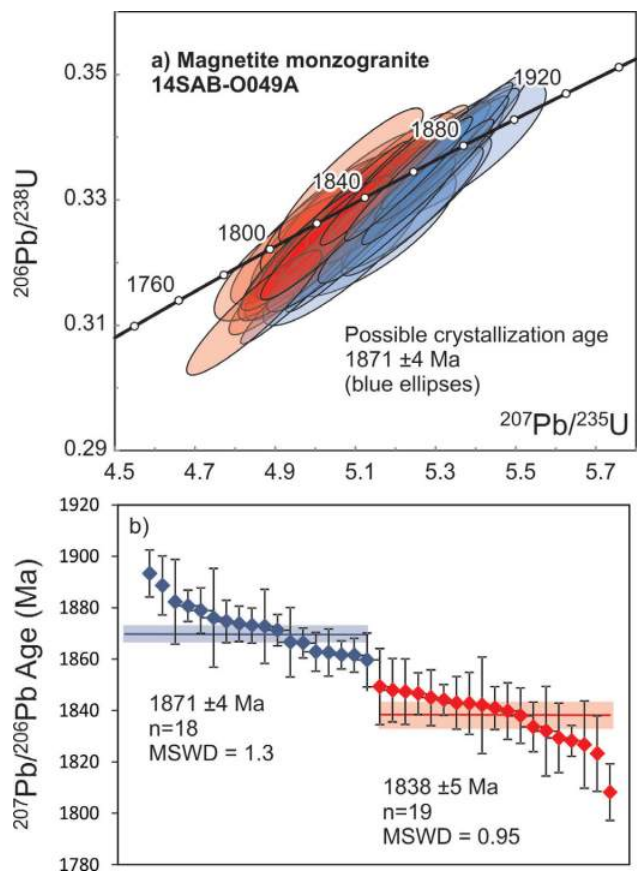 a) Magnetite monzogranite
14SAB-O049A
0.35
0.33
0.31
0.29
206Pb/238U
1920
1880
1840
1800
1760
Possible crystallization age
1871 ±4 Ma
(blue ellipses)
207Pb/235U
4.5 4.7 4.9 5.1 5.3 5.5 5.7
b)
1920
1900
1880
1860
1840
1820
1800
1780
207Pb/206Pb Age (Ma)
1871 ±4 Ma
n=18
MSWD = 1.3
1838 ±5 Ma
n=19
MSWD = 0.95